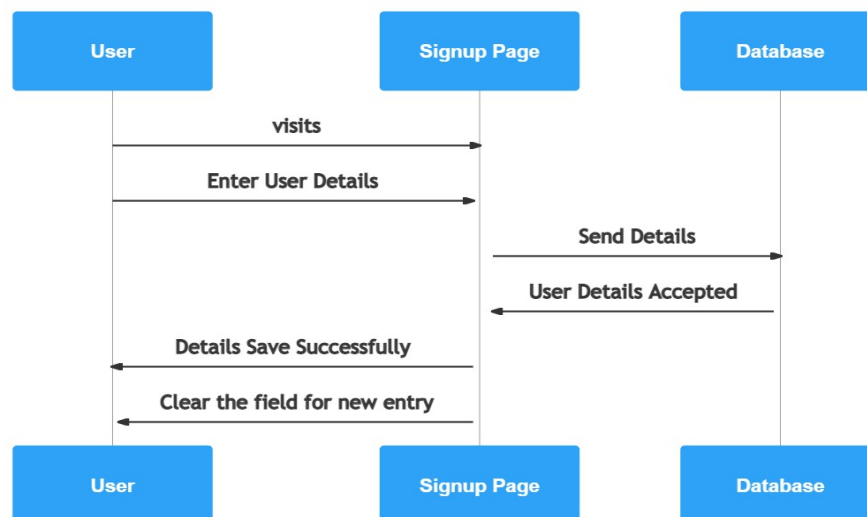 User
Signup Page
Database
visits
Enter User Details
Send Details
User Details Accepted
Details Save Successfully
Clear the field for new entry
User
Signup Page
Database